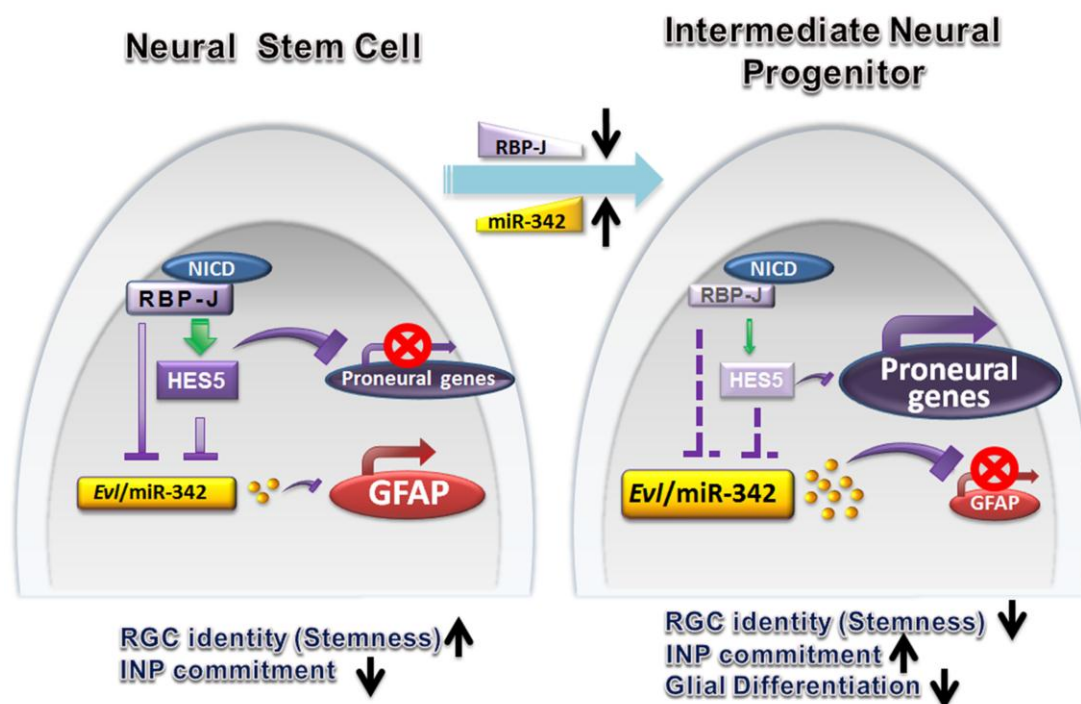 Neural Stem Cell
Intermediate Neural
Progenitor
RBP-J
miR-342
NICD
RBP-J
HES5
Proneural genes
Evl/miR-342
GFAP
NICD
RBP-J
HES5
Proneural
genes
Evl/miR-342
GFAP
RGC identity (Stemness)
INP commitment
RGC identity (Stemness)
INP commitment
Glial Differentiation